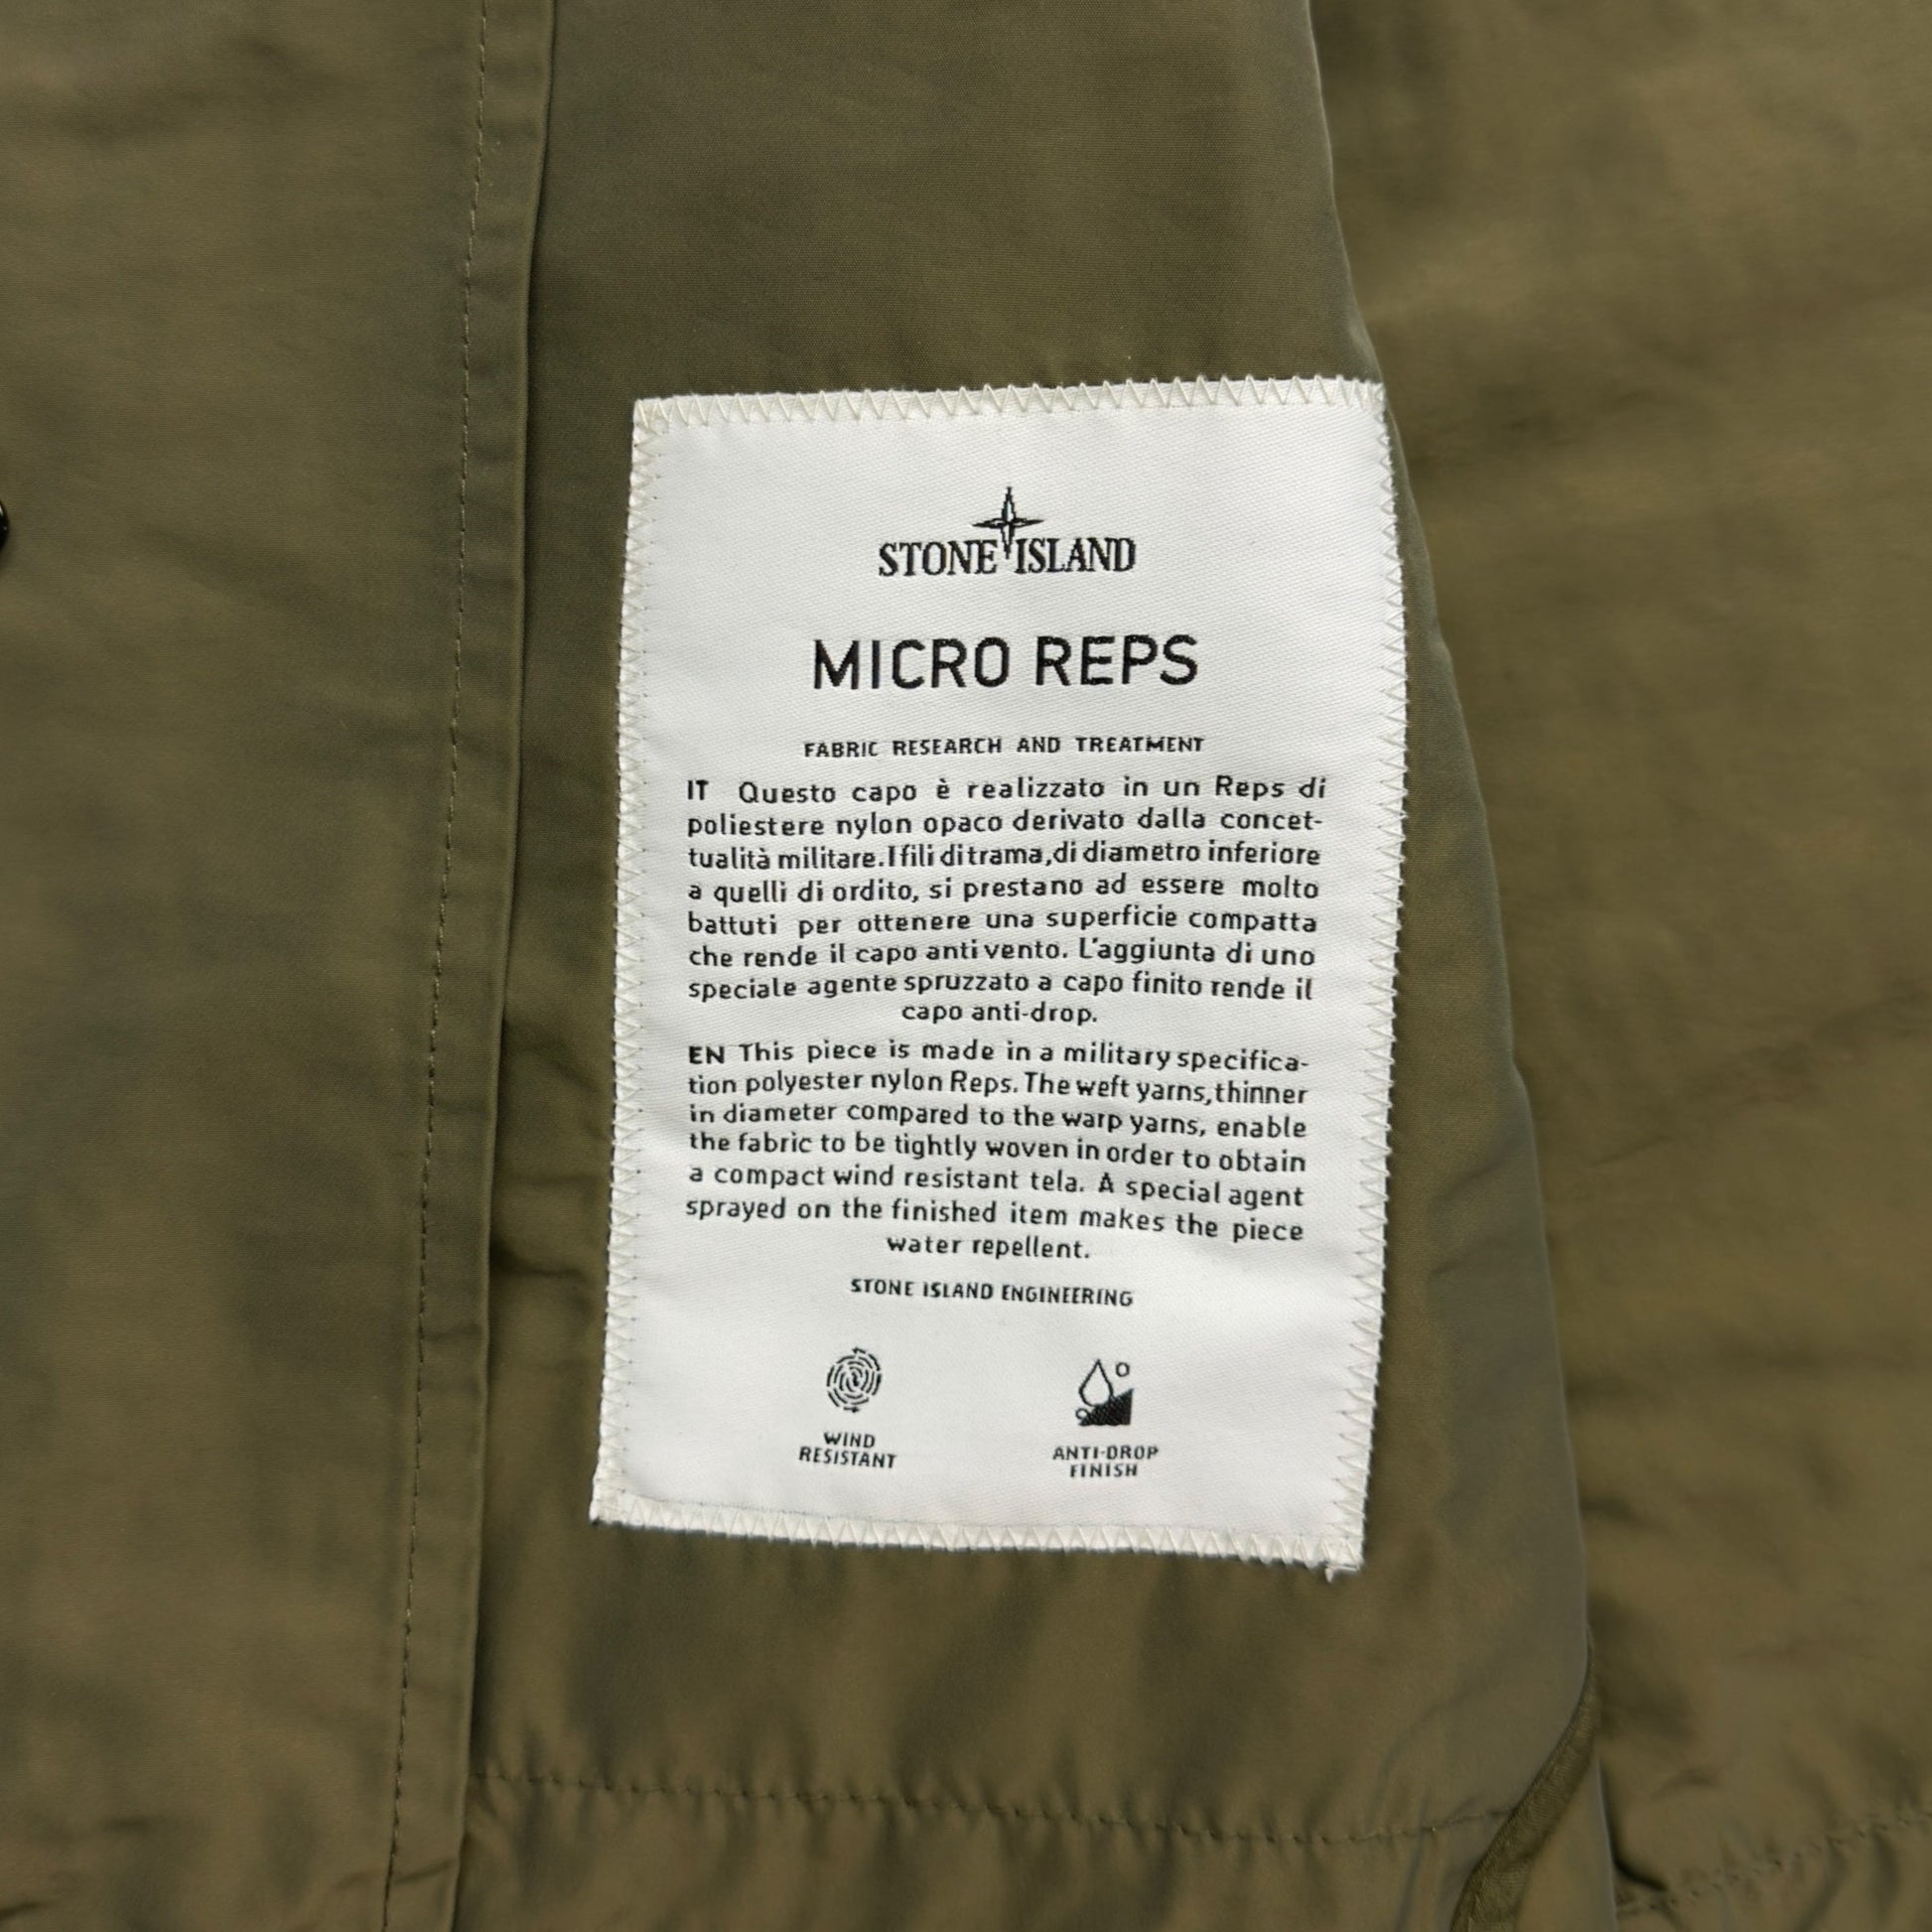 STONE ISLAND
MICRO REPS
FABRIC RESEARCH AND TREATMENT
IT Questo capo è realizzato in un Reps di
poliestere nylon opaco derivato dalla concet-
tualità militare. I fili di trama, di diametro inferiore
a quelli di ordito, si prestano ad essere molto
battuti per ottenere una superficie compatta
che rende il capo anti vento. L'aggiunta di uno
speciale agente spruzzato a capo finito rende il
capo anti-drop.
EN This piece is made in a military specifica-
tion polyester nylon Reps. The weft yarns, thinner
in diameter compared to the warp yarns, enable
the fabric to be tightly woven in order to obtain
a compact wind resistant tela. A special agent
sprayed on the finished item makes the piece
water repellent.
STONE ISLAND ENGINEERING
WIND
RESISTANT
ANTI-DROP
FINISH